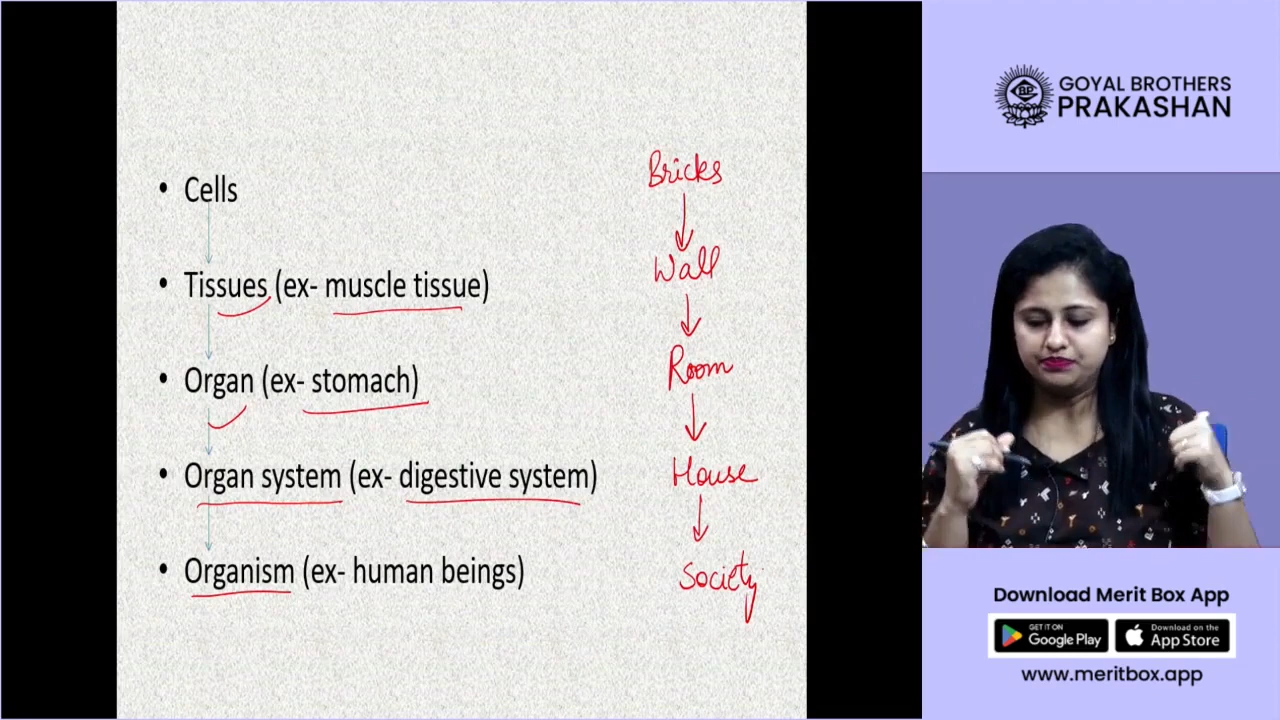 • Cells
• Tissues (ex- muscle tissue)
• Organ (ex- stomach)
• Organ system (ex- digestive system)
• Organism (ex- human beings)
Bricks
Wall
Room
House
Society
BP
GOYAL BROTHERS
PRAKASHAN
Download Merit Box App
GET IT ON
Google Play
Download on the
App Store
www.meritbox.app